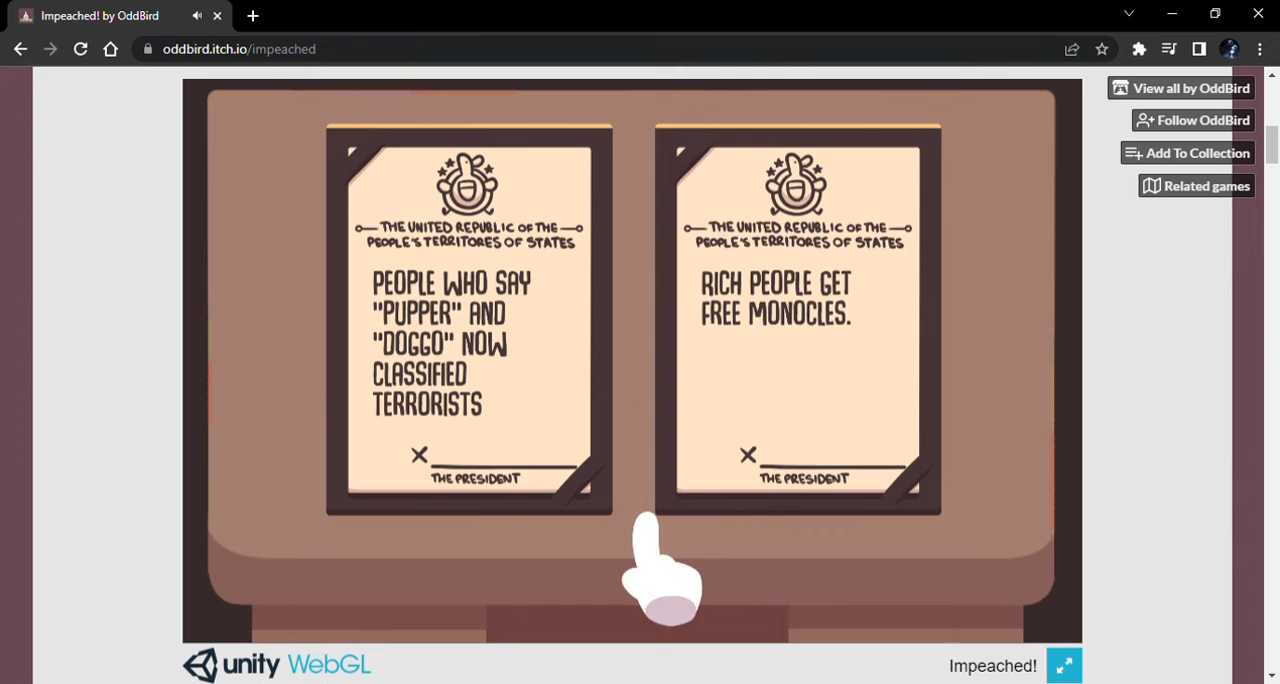 Impeached! by OddBird
oddbird.itch.io/impeached
View all by OddBird
Follow OddBird
Add To Collection
Related games
THE UNITED REPUBLIC OF THE
PEOPLE'S TERRITORES OF STATES
PEOPLE WHO SAY
"PUPPER" AND
"DOGGO" NOW
CLASSIFIED
TERRORISTS
X
THE PRESIDENT
THE UNITED REPUBLIC OF THE
PEOPLE'S TERRITORES OF STATES
RICH PEOPLE GET
FREE MONOCLES.
X
THE PRESIDENT
unity WebGL
Impeached!